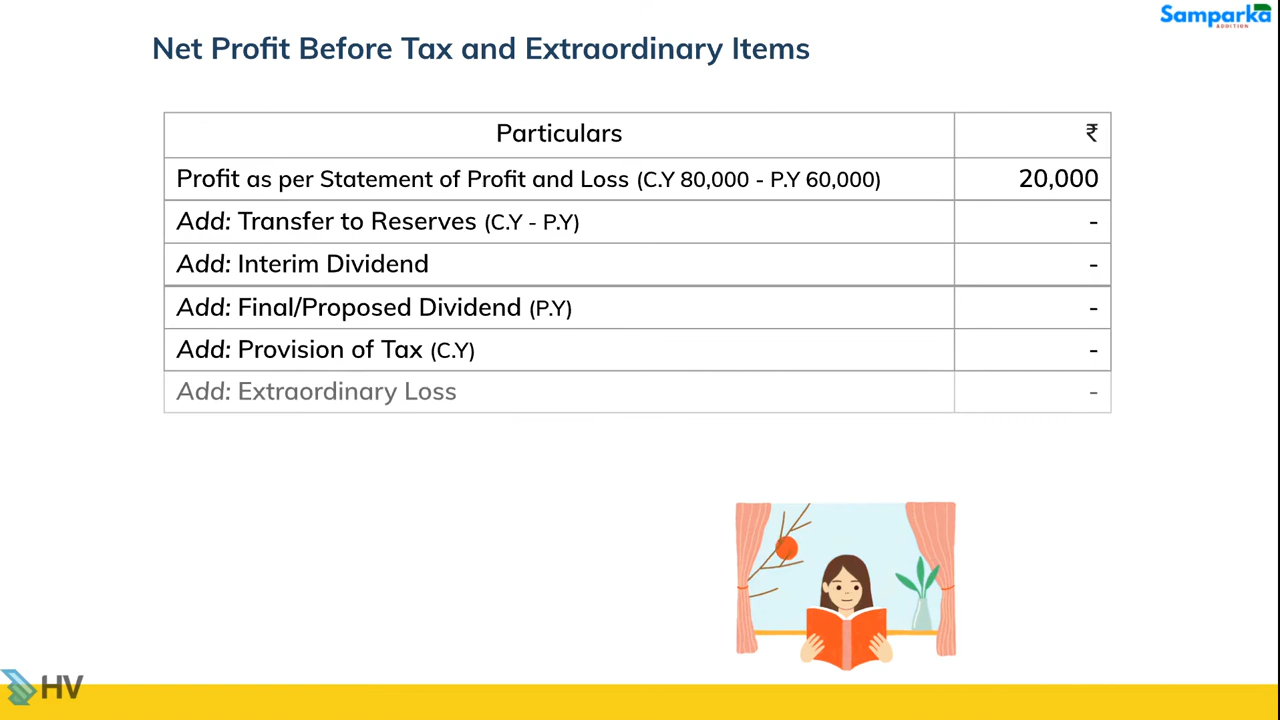 Samparka
ADDITION
Net Profit Before Tax and Extraordinary Items
Particulars ₹
Profit as per Statement of Profit and Loss (C.Y 80,000 - P.Y 60,000) 20,000
Add: Transfer to Reserves (C.Y - P.Y) -
Add: Interim Dividend -
Add: Final/Proposed Dividend (P.Y) -
Add: Provision of Tax (C.Y) -
Add: Extraordinary Loss -
HV